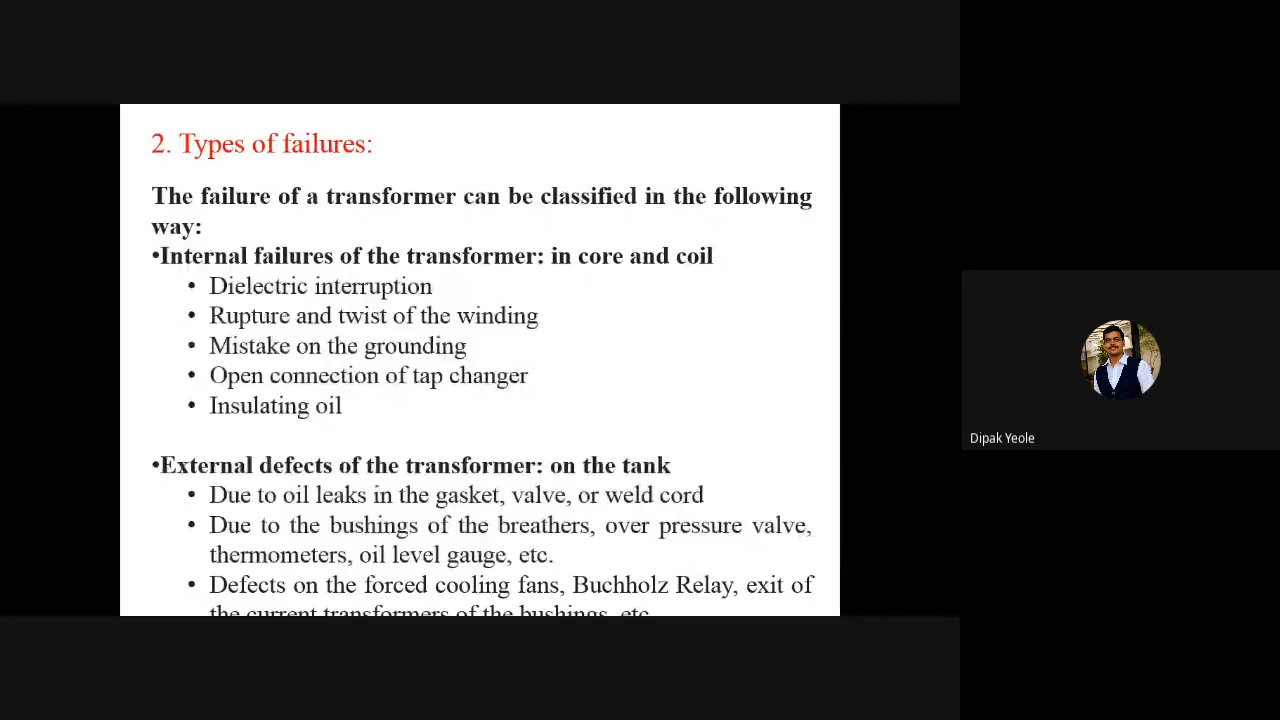 2. Types of failures:
The failure of a transformer can be classified in the following
way:
•Internal failures of the transformer: in core and coil
• Dielectric interruption
• Rupture and twist of the winding
• Mistake on the grounding
• Open connection of tap changer
• Insulating oil
•External defects of the transformer: on the tank
• Due to oil leaks in the gasket, valve, or weld cord
• Due to the bushings of the breathers, over pressure valve,
thermometers, oil level gauge, etc.
• Defects on the forced cooling fans, Buchholz Relay, exit of
the current transformers of the bushings, etc
Dipak Yeole